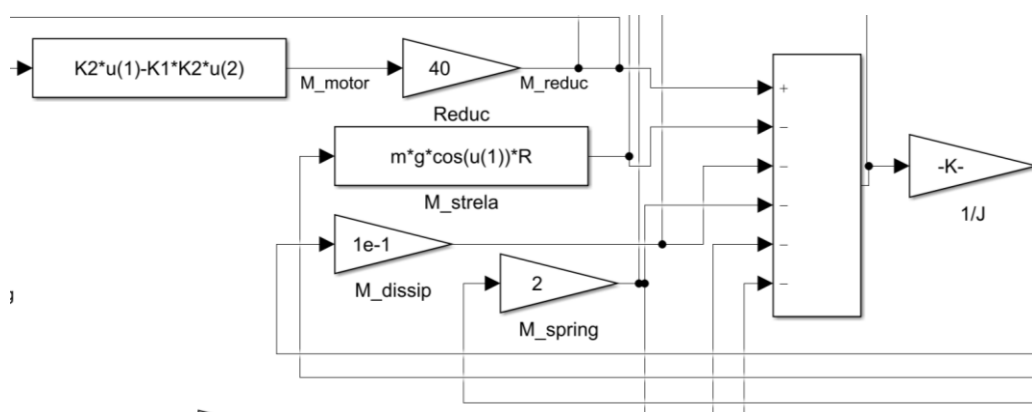 K2*u(1)-K1*K2*u(2)
M_motor
40
M_reduc
Reduc
m*g*cos(u(1))*R
M_strela
1e-1
M_dissip
2
M_spring
+
−
−
−
−
−
-K-
1/J
g